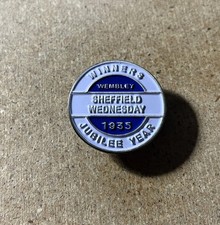 WINNERS
WEMBLEY
SHEFFIELD
WEDNESDAY
1935
JUBILEE YEAR